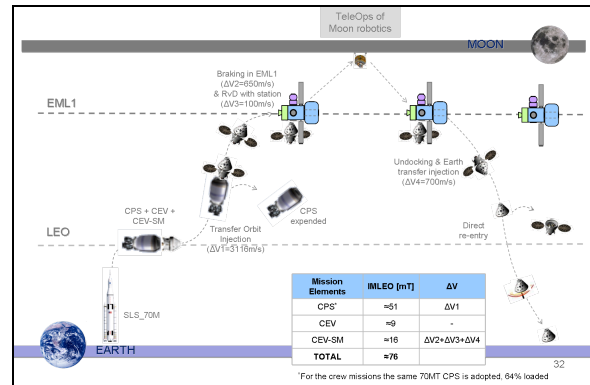 TeleOps of
Moon robotics
MOON
Braking in EML1
(ΔV2=650m/s)
& RvD with station
(ΔV3=100m/s)
EML1
Undocking & Earth
transfer injection
(ΔV4=700m/s)
CPS + CEV +
CEV-SM
CPS
expended
Transfer Orbit
Injection
(ΔV1=3116m/s)
Direct
re-entry
LEO
Mission
Elements
IMLEO [mT]
ΔV
CPS*
≈51
ΔV1
CEV
≈9
-
CEV-SM
≈16
ΔV2+ΔV3+ΔV4
TOTAL
≈76
SLS_70M
EARTH
32
*For the crew missions the same 70MT CPS is adopted, 64% loaded